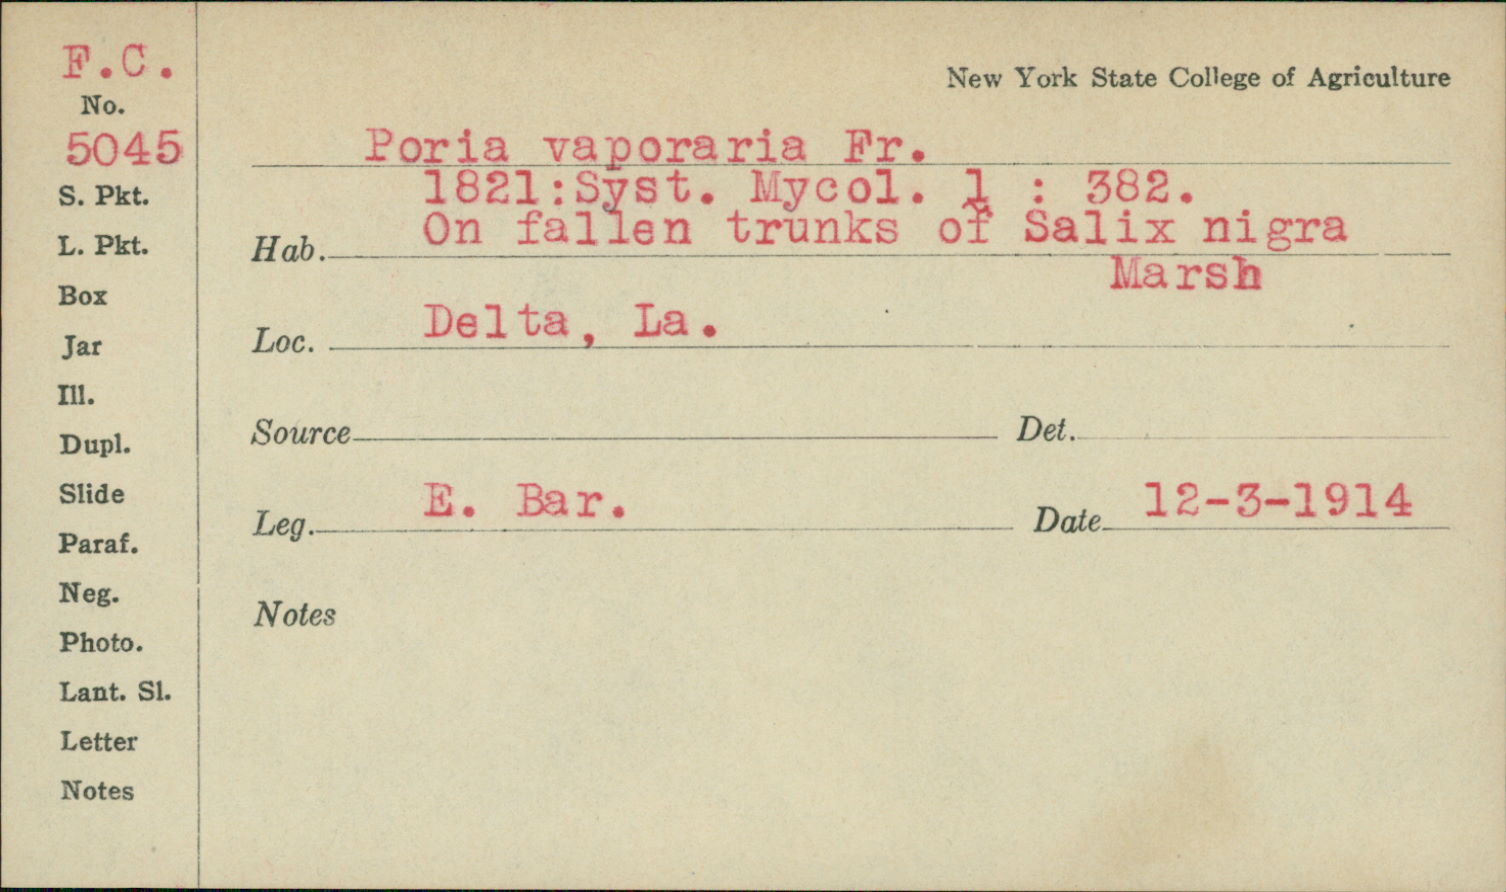 F.C.
No.
5045
S. Pkt.
L. Pkt.
Box
Jar
Ill.
Dupl.
Slide
Paraf.
Neg.
Photo.
Lant. Sl.
Letter
Notes
New York State College of Agriculture
Poria vaporaria Fr.
1821:Syst. Mycol. 1 : 382.
Hab. On fallen trunks of Salix nigra
Marsh
Loc. Delta, La.
Source Det.
Leg. E. Bar. Date 12-3-1914
Notes